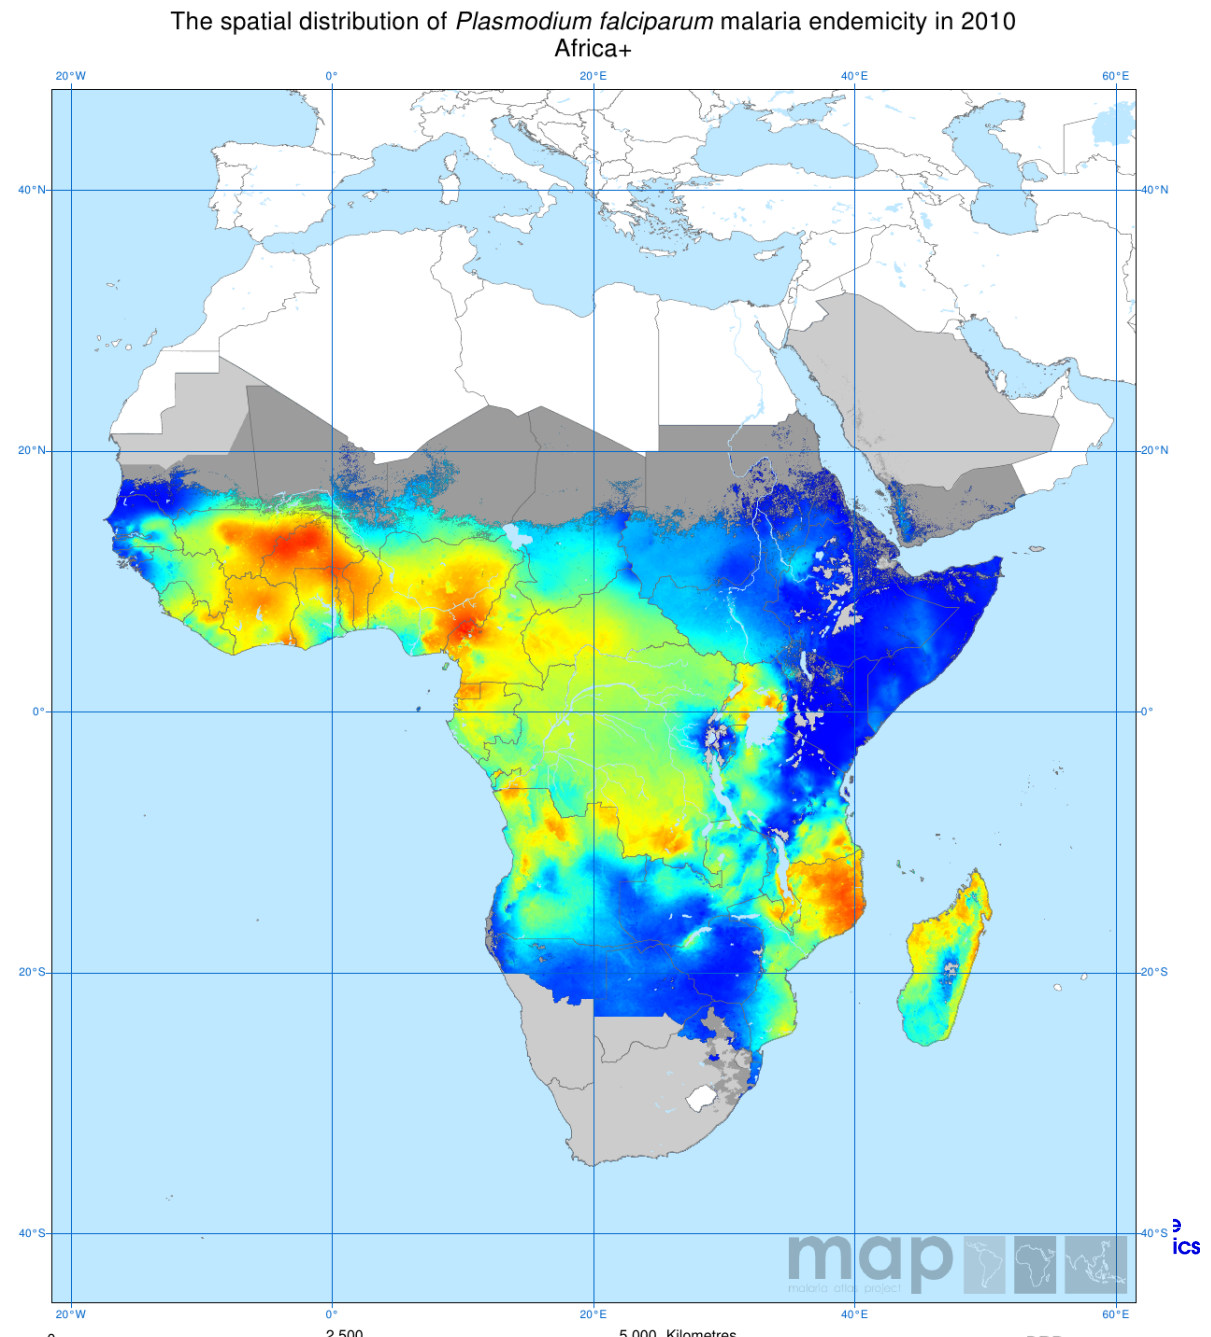 The spatial distribution of Plasmodium falciparum malaria endemicity in 2010
Africa+
20°W 0° 20°E 40°E 60°E
40°N 40°N
20°N 20°N
0° 0°
20°S 20°S
e
40°S 40°S
ics
map
malaria atlas project
20°W 0° 20°E 40°E 60°E
2,500 5,000 Kilometres